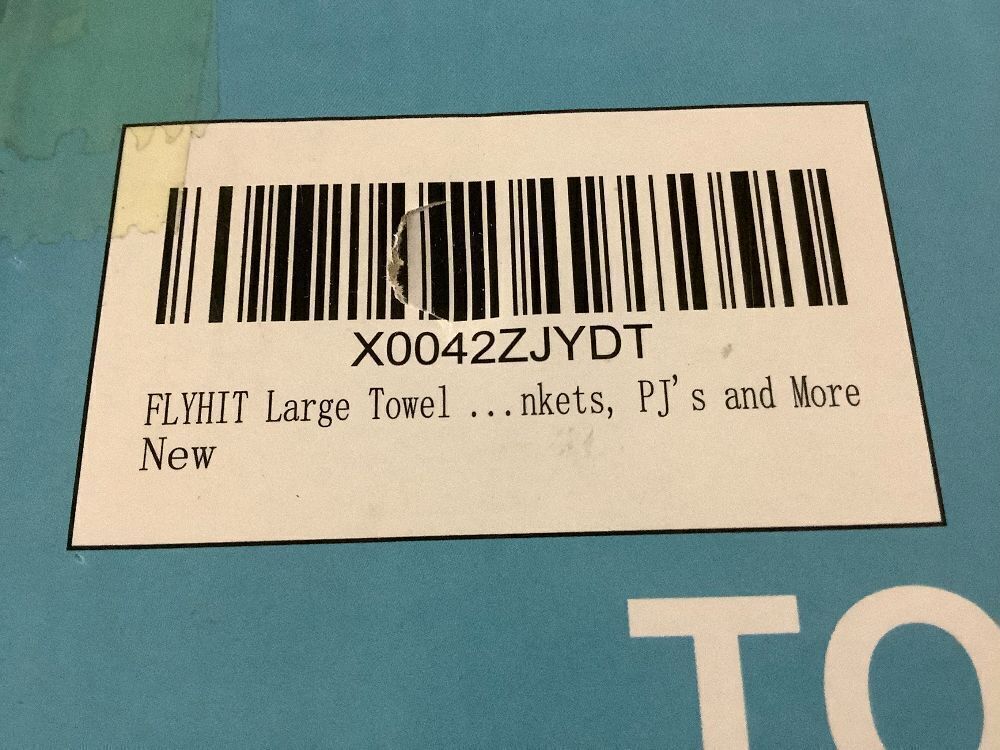 X0042ZJYDT
FLYHIT Large Towel ...nkets, PJ's and More
New
TO